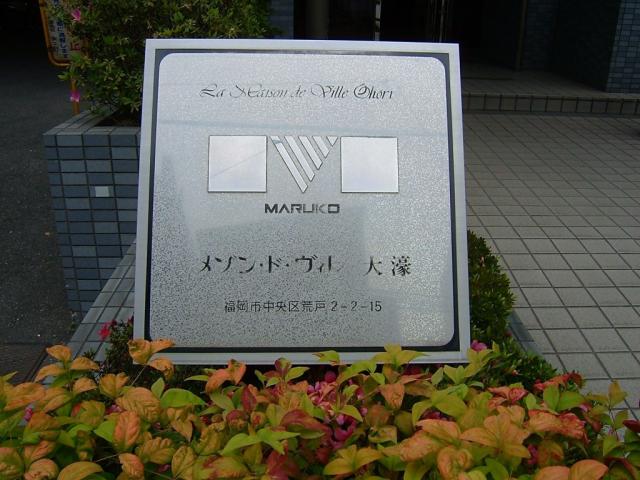 La Maison de Ville Ohori
MARUKO
メゾン・ド・ヴィレ 大濠
福岡市中央区荒戸 2-2-15